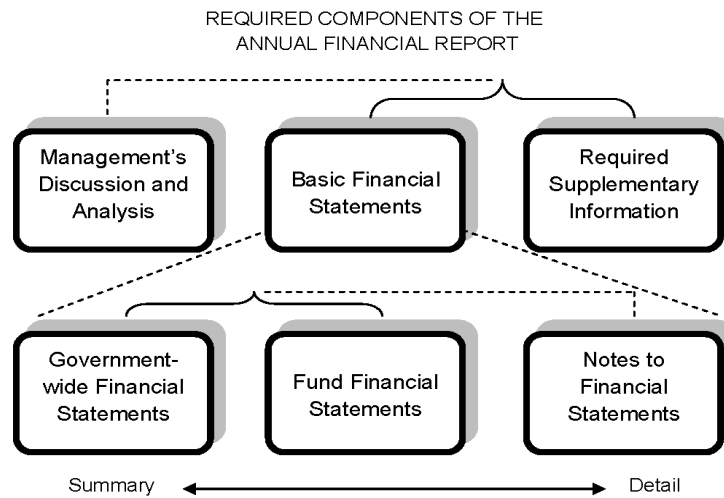 REQUIRED COMPONENTS OF THE
ANNUAL FINANCIAL REPORT
Management's
Discussion and
Analysis
Basic Financial
Statements
Required
Supplementary
Information
Government-
wide Financial
Statements
Fund Financial
Statements
Notes to
Financial
Statements
Summary
Detail